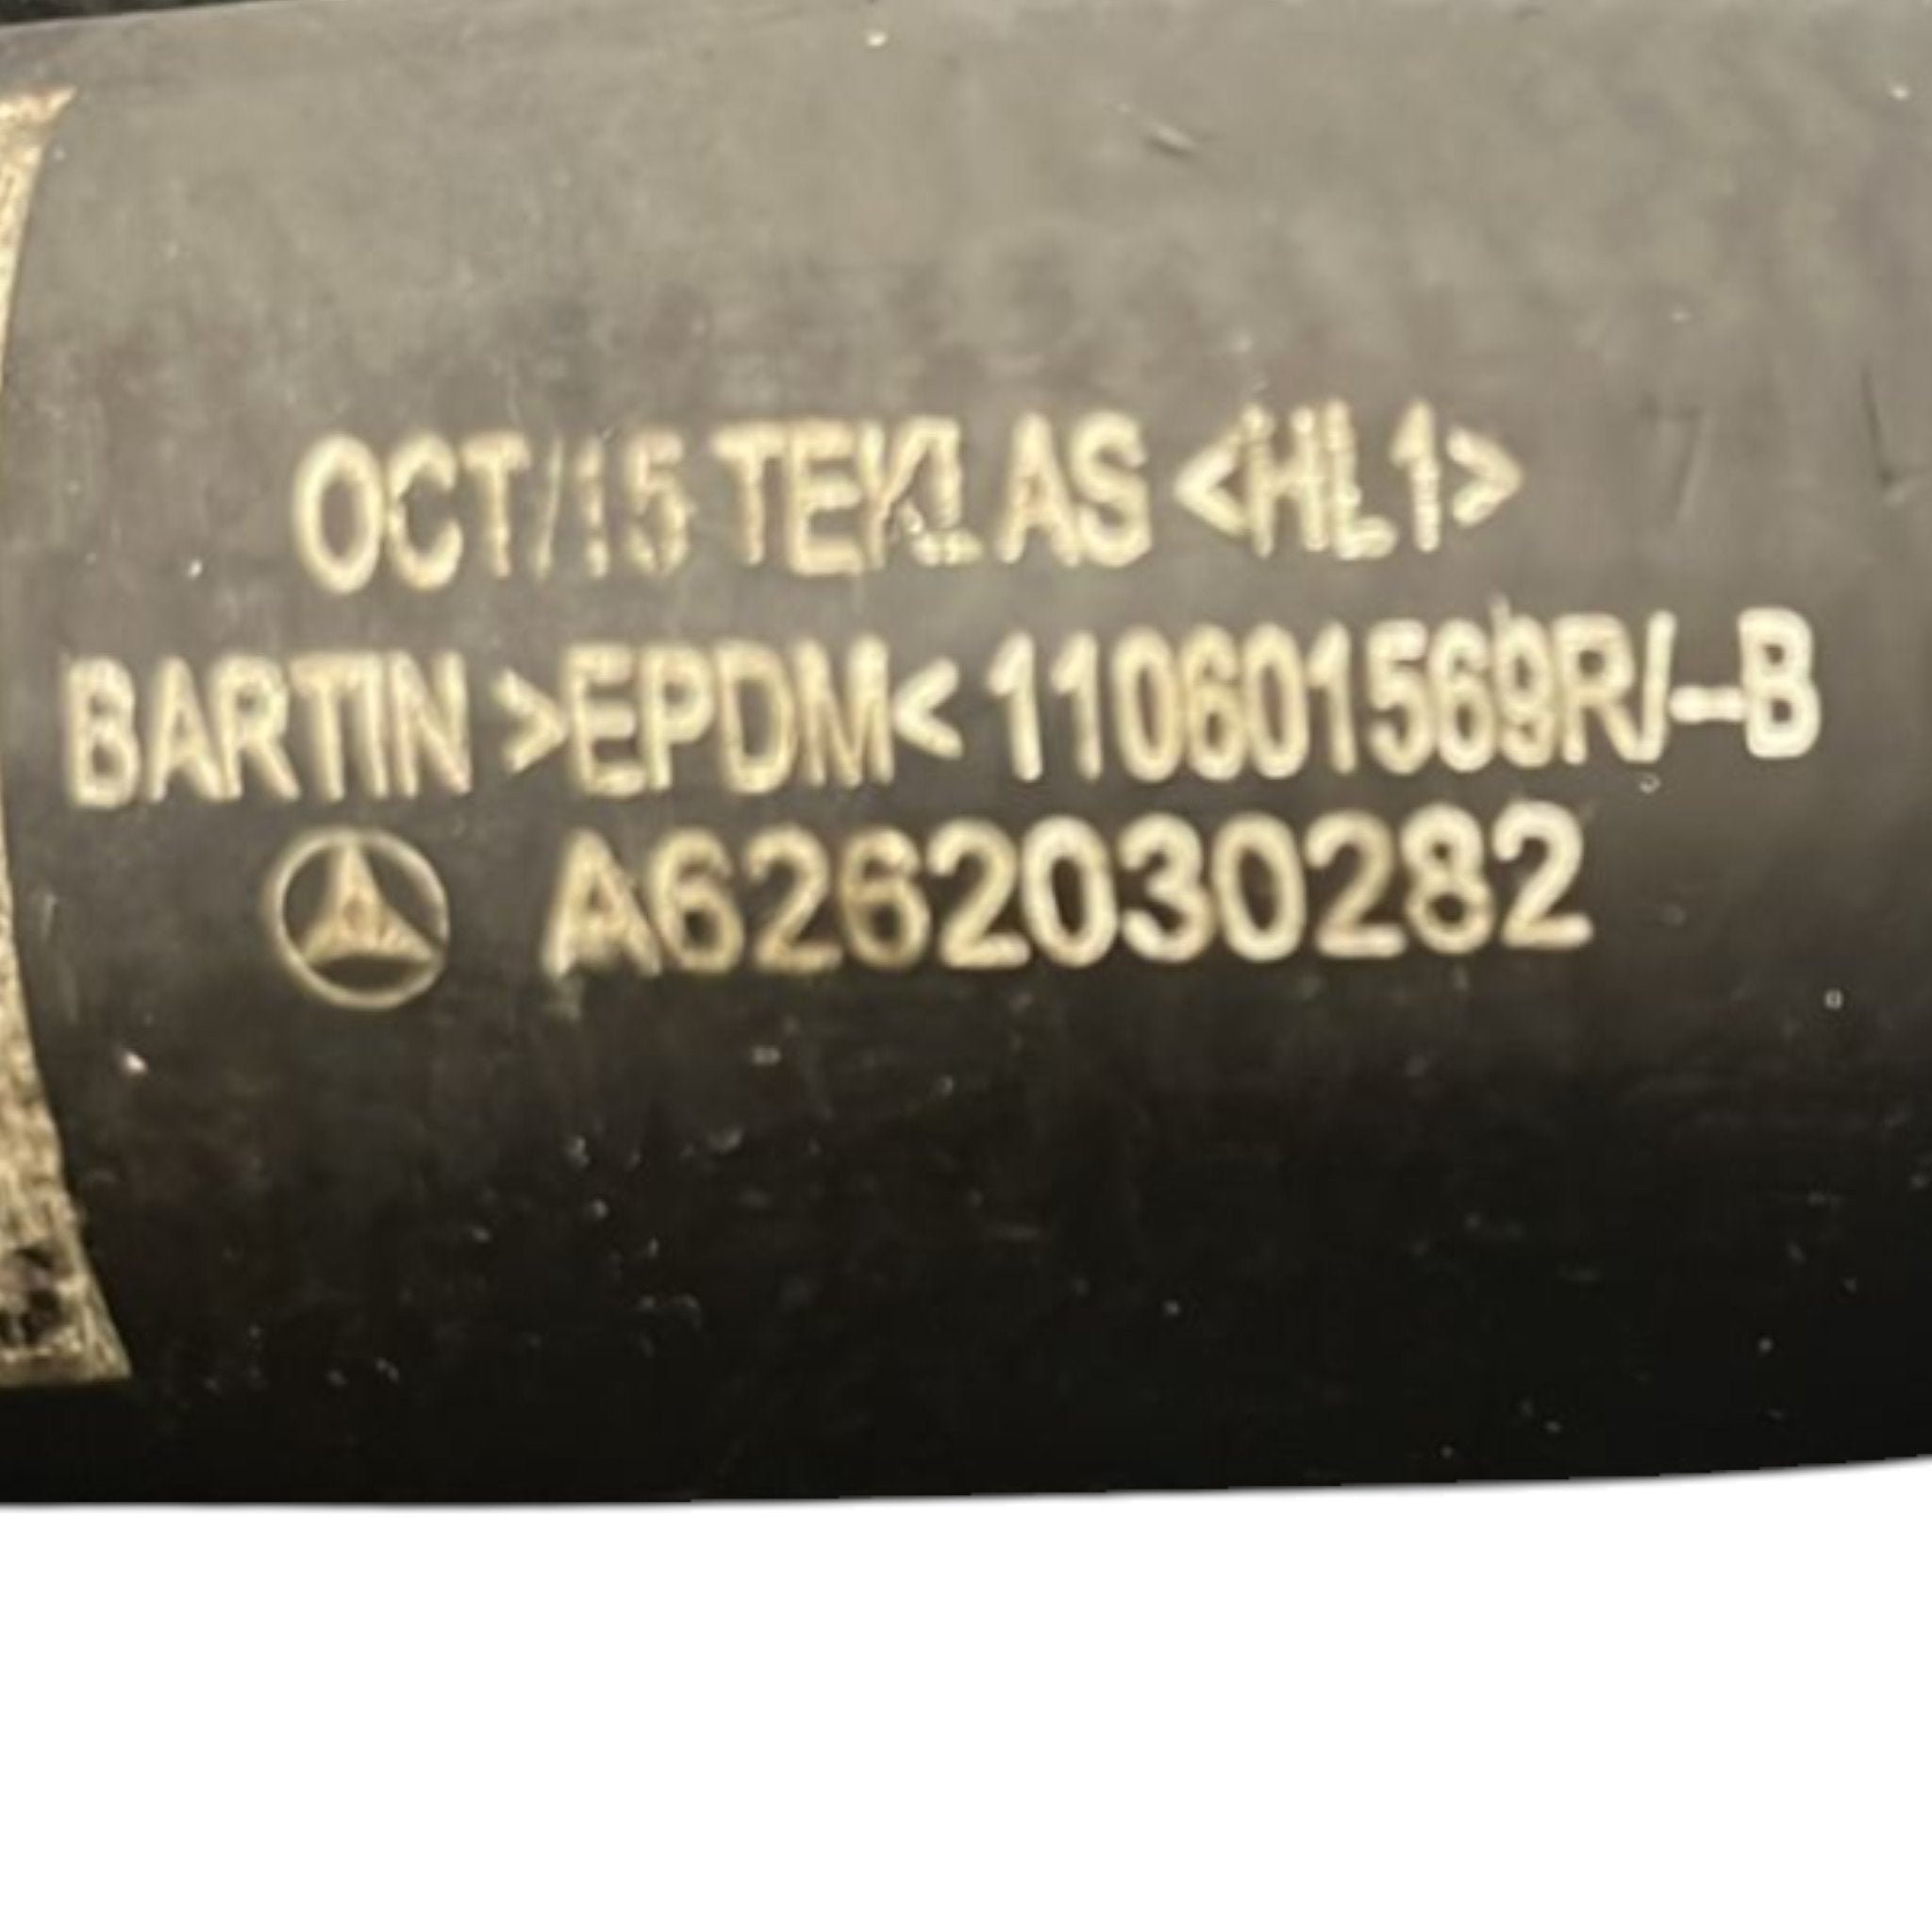 OCT/15 TEKLAS <HL1>
BARTIN >EPDM< 110601569R/--B
A6262030282